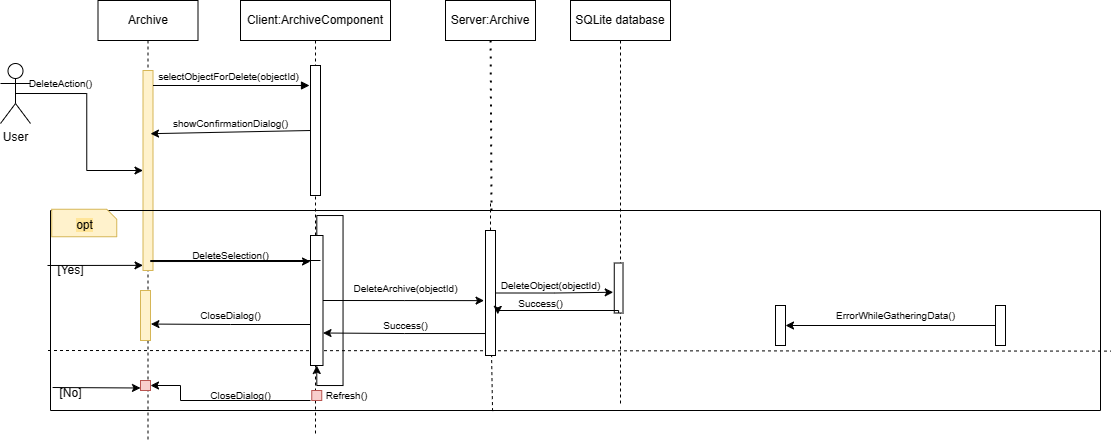 Archive
Client:ArchiveComponent
Server:Archive
SQLite database
selectObjectForDelete(objectId)
DeleteAction()
showConfirmationDialog()
User
opt
DeleteSelection()
[Yes]
DeleteArchive(objectId)
DeleteObject(objectId)
Success()
CloseDialog()
Success()
ErrorWhileGatheringData()
[No]
CloseDialog()
Refresh()